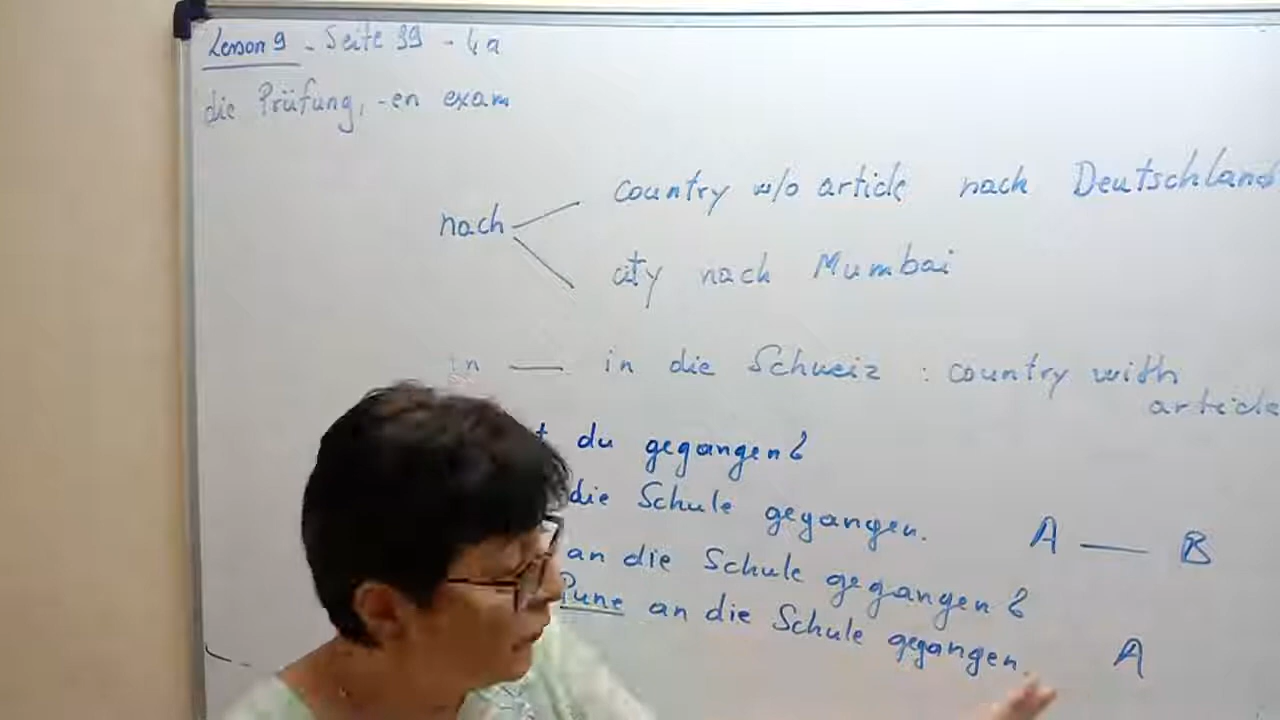 Lesson 9 - Seite 39 - 4a
die Prüfung, -en exam
nach
country w/o article nach Deutschland
city nach Mumbai
in — in die Schweiz : country with
article
du gegangen?
die Schule gegangen.
A — B
an die Schule gegangen?
Pune an die Schule gegangen.
A